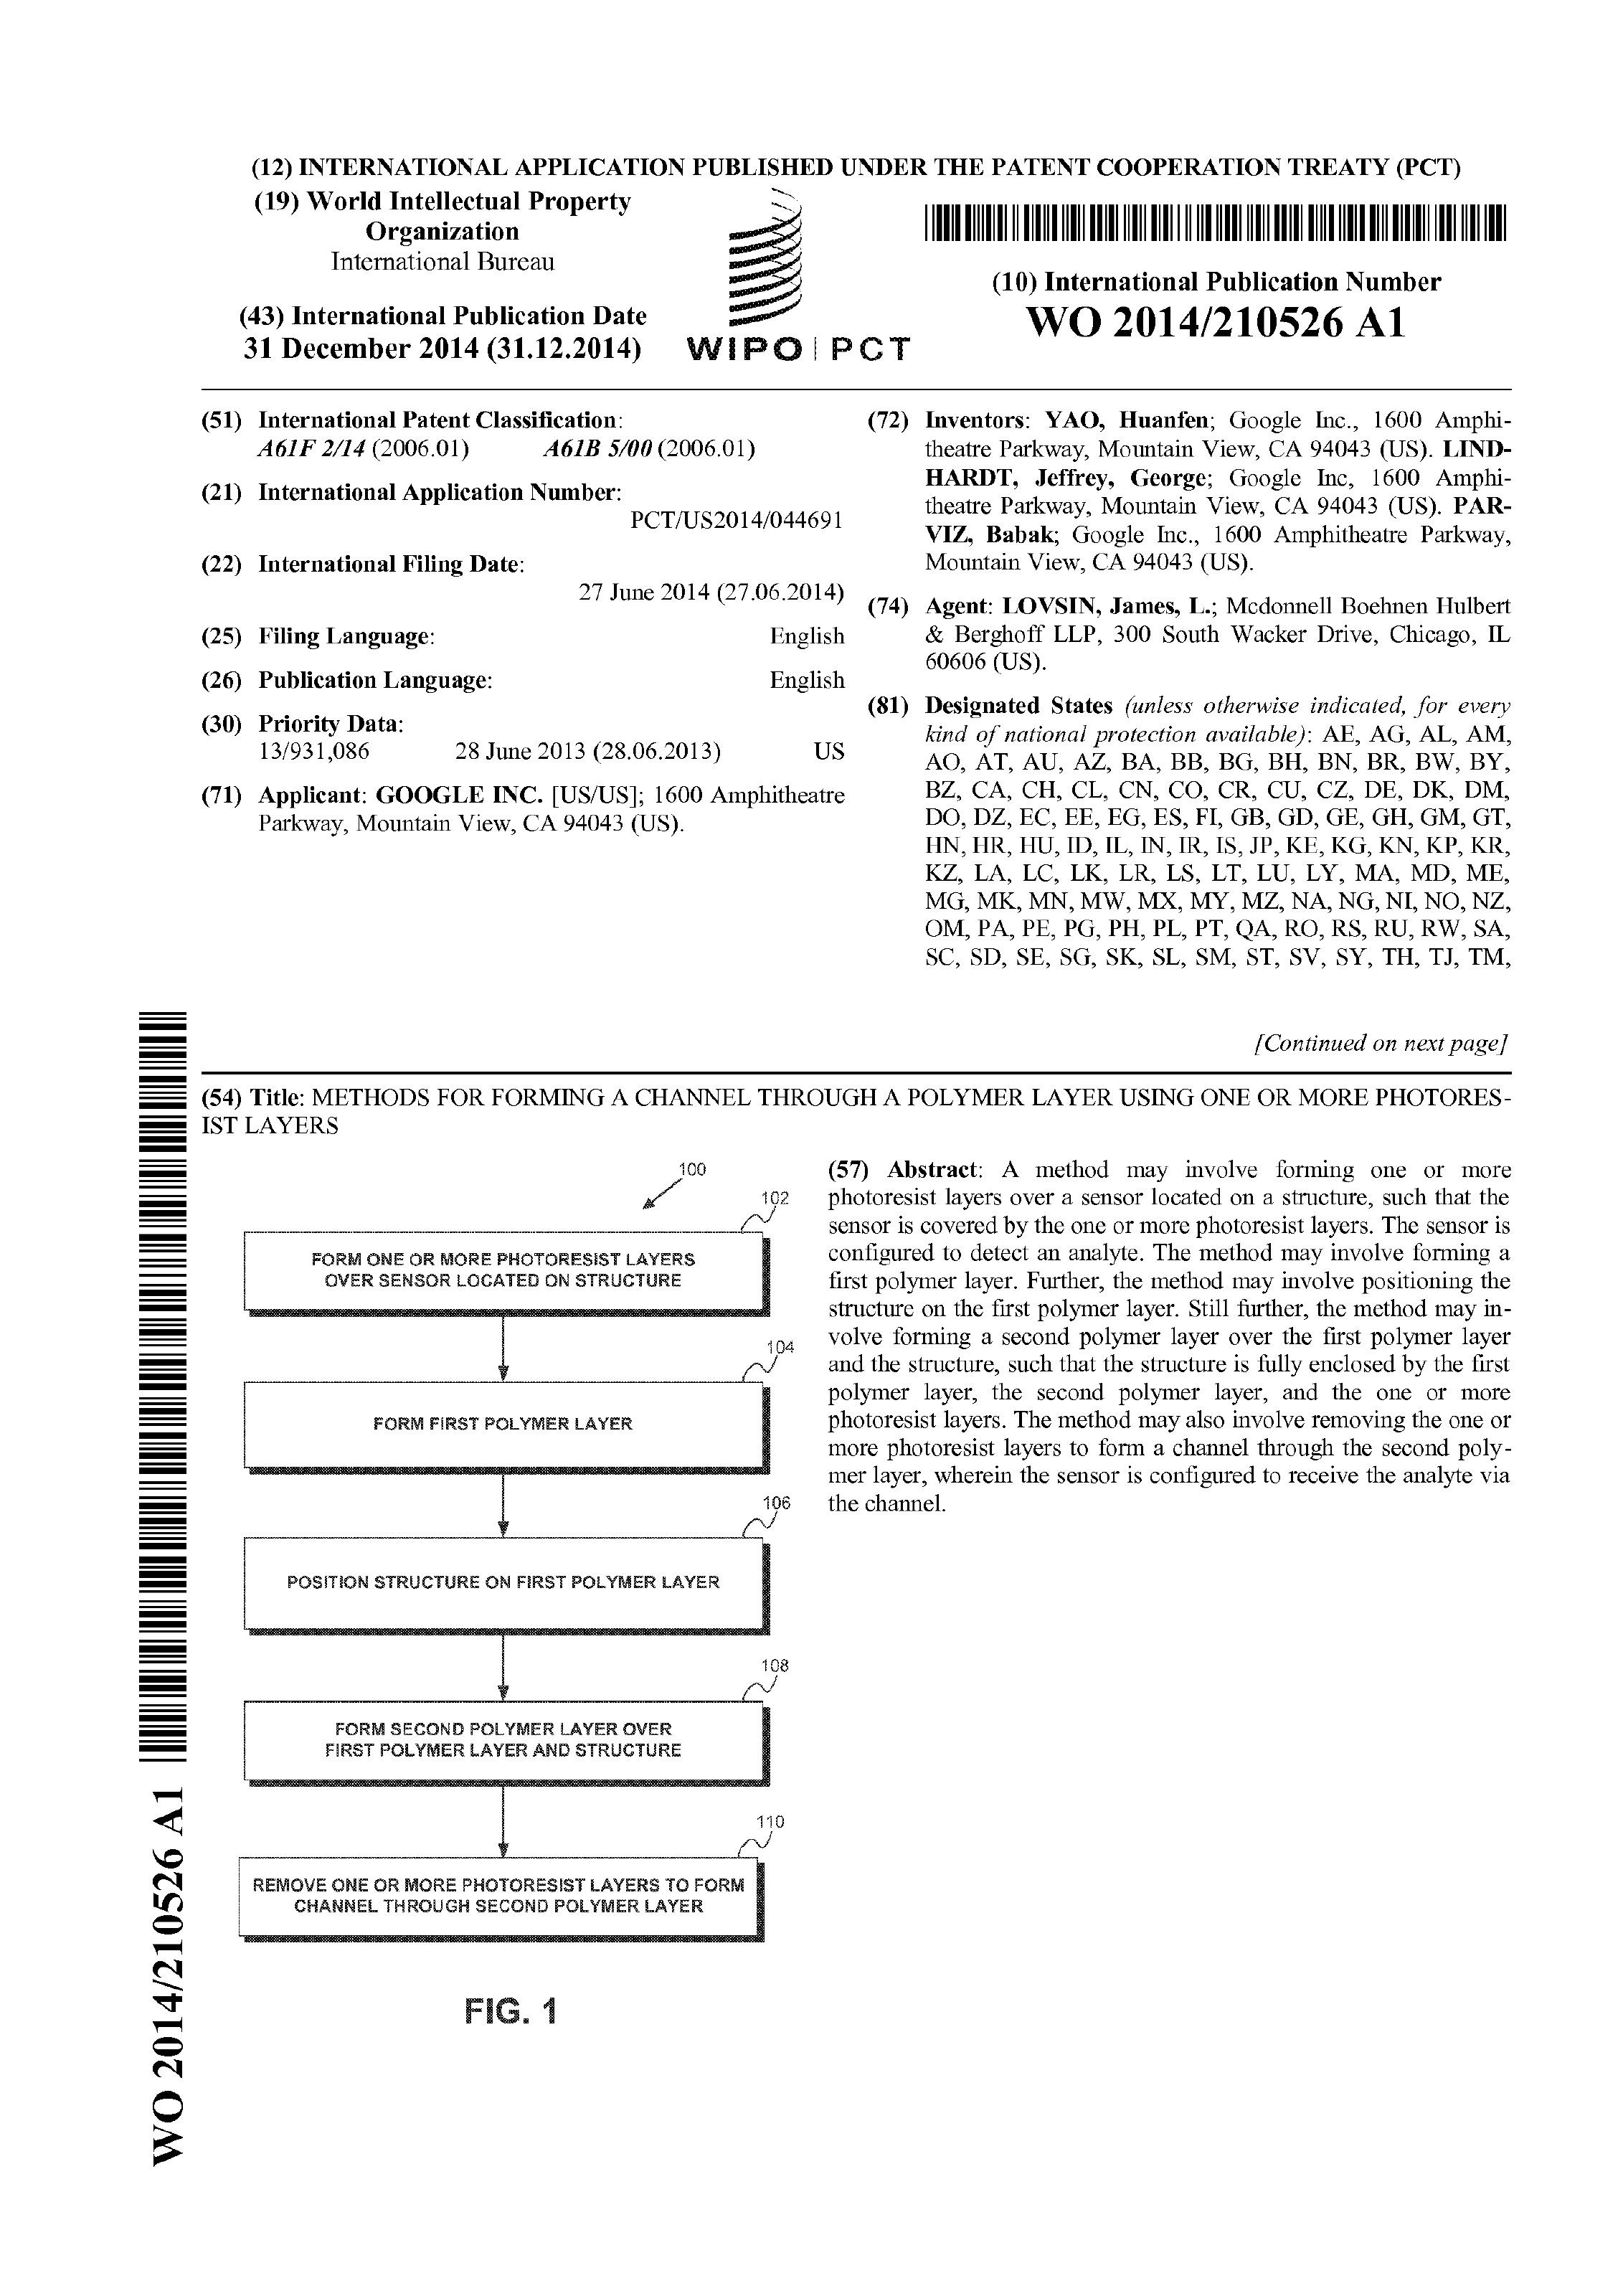 (12) INTERNATIONAL APPLICATION PUBLISHED UNDER THE PATENT COOPERATION TREATY (PCT)
(19) World Intellectual Property
Organization
International Bureau
(43) International Publication Date
31 December 2014 (31.12.2014)
WIPO | PCT
(10) International Publication Number
WO 2014/210526 A1
(51) International Patent Classification:
A61F 2/14 (2006.01) A61B 5/00 (2006.01)
(21) International Application Number:
PCT/US2014/044691
(22) International Filing Date:
27 June 2014 (27.06.2014)
(25) Filing Language: English
(26) Publication Language: English
(30) Priority Data:
13/931,086 28 June 2013 (28.06.2013) US
(71) Applicant: GOOGLE INC. [US/US]; 1600 Amphitheatre
Parkway, Mountain View, CA 94043 (US).
(72) Inventors: YAO, Huanfen; Google Inc., 1600 Amphi-
theatre Parkway, Mountain View, CA 94043 (US). LIND-
HARDT, Jeffrey, George; Google Inc, 1600 Amphi-
theatre Parkway, Mountain View, CA 94043 (US). PAR-
VIZ, Babak; Google Inc., 1600 Amphitheatre Parkway,
Mountain View, CA 94043 (US).
(74) Agent: LOVSIN, James, L.; Mcdonnell Boehnen Hulbert
& Berghoff LLP, 300 South Wacker Drive, Chicago, IL
60606 (US).
(81) Designated States (unless otherwise indicated, for every
kind of national protection available): AE, AG, AL, AM,
AO, AT, AU, AZ, BA, BB, BG, BH, BN, BR, BW, BY,
BZ, CA, CH, CL, CN, CO, CR, CU, CZ, DE, DK, DM,
DO, DZ, EC, EE, EG, ES, FI, GB, GD, GE, GH, GM, GT,
HN, HR, HU, ID, IL, IN, IR, IS, JP, KE, KG, KN, KP, KR,
KZ, LA, LC, LK, LR, LS, LT, LU, LY, MA, MD, ME,
MG, MK, MN, MW, MX, MY, MZ, NA, NG, NI, NO, NZ,
OM, PA, PE, PG, PH, PL, PT, QA, RO, RS, RU, RW, SA,
SC, SD, SE, SG, SK, SL, SM, ST, SV, SY, TH, TJ, TM,
[Continued on next page]
(54) Title: METHODS FOR FORMING A CHANNEL THROUGH A POLYMER LAYER USING ONE OR MORE PHOTORES-
IST LAYERS
100
102
FORM ONE OR MORE PHOTORESIST LAYERS
OVER SENSOR LOCATED ON STRUCTURE
104
FORM FIRST POLYMER LAYER
106
POSITION STRUCTURE ON FIRST POLYMER LAYER
108
FORM SECOND POLYMER LAYER OVER
FIRST POLYMER LAYER AND STRUCTURE
110
REMOVE ONE OR MORE PHOTORESIST LAYERS TO FORM
CHANNEL THROUGH SECOND POLYMER LAYER
FIG. 1
(57) Abstract: A method may involve forming one or more
photoresist layers over a sensor located on a structure, such that the
sensor is covered by the one or more photoresist layers. The sensor is
configured to detect an analyte. The method may involve forming a
first polymer layer. Further, the method may involve positioning the
structure on the first polymer layer. Still further, the method may in-
volve forming a second polymer layer over the first polymer layer
and the structure, such that the structure is fully enclosed by the first
polymer layer, the second polymer layer, and the one or more
photoresist layers. The method may also involve removing the one or
more photoresist layers to form a channel through the second poly-
mer layer, wherein the sensor is configured to receive the analyte via
the channel.
WO 2014/210526 A1